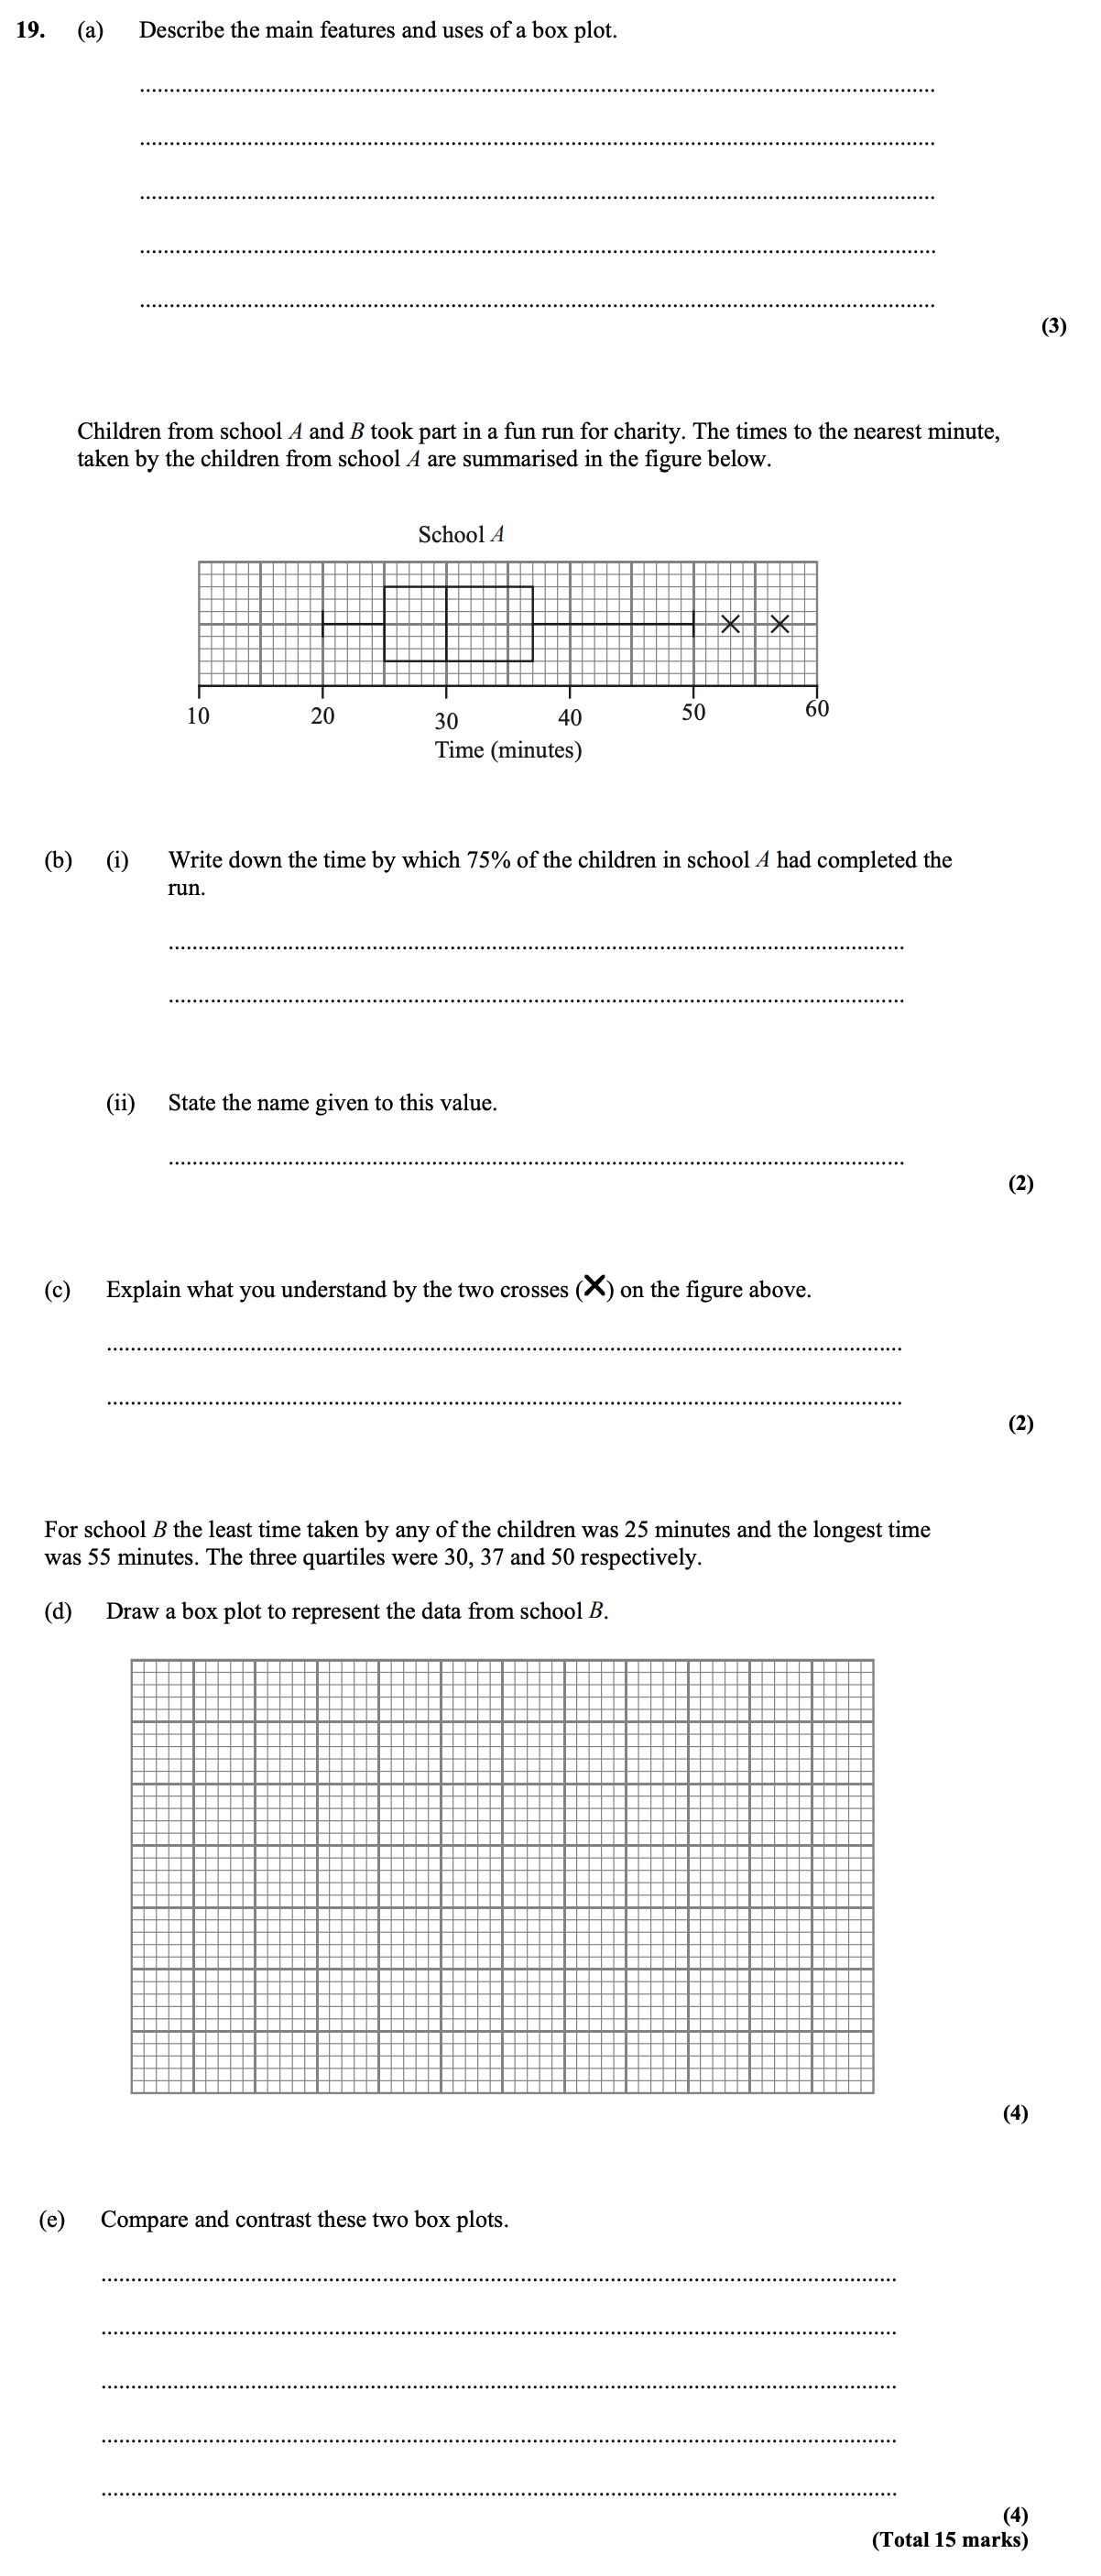 19. (a) Describe the main features and uses of a box plot.
(3)
Children from school A and B took part in a fun run for charity. The times to the nearest minute,
taken by the children from school A are summarised in the figure below.
School A
10 20 30 40 50 60
Time (minutes)
(b) (i) Write down the time by which 75% of the children in school A had completed the
run.
(ii) State the name given to this value.
(2)
(c) Explain what you understand by the two crosses (X) on the figure above.
(2)
For school B the least time taken by any of the children was 25 minutes and the longest time
was 55 minutes. The three quartiles were 30, 37 and 50 respectively.
(d) Draw a box plot to represent the data from school B.
(4)
(e) Compare and contrast these two box plots.
(4)
(Total 15 marks)